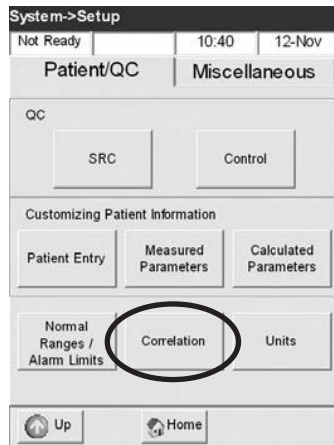 System->Setup
Not Ready 10:40 12-Nov
Patient/QC Miscellaneous
QC
SRC Control
Customizing Patient Information
Patient Entry Measured Parameters Calculated Parameters
Normal Ranges / Alarm Limits Correlation Units
Up Home